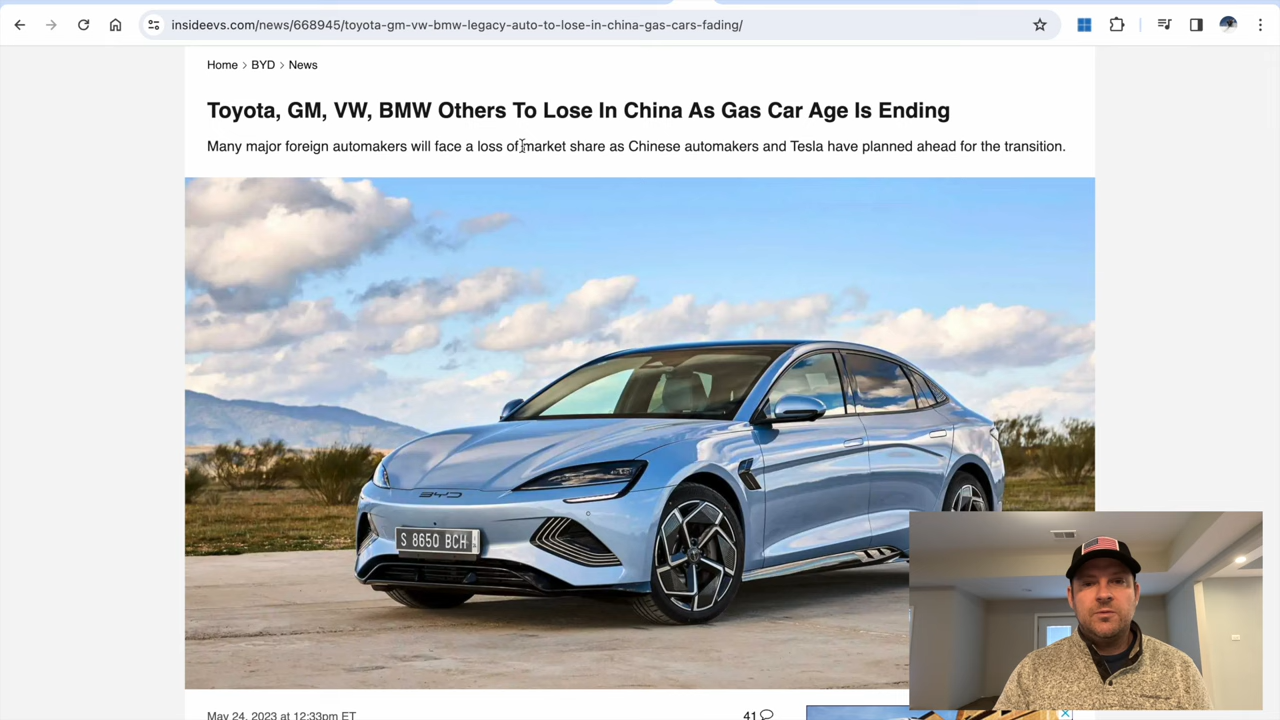 insideevs.com/news/668945/toyota-gm-vw-bmw-legacy-auto-to-lose-in-china-gas-cars-fading/
Home > BYD > News
Toyota, GM, VW, BMW Others To Lose In China As Gas Car Age Is Ending
Many major foreign automakers will face a loss of market share as Chinese automakers and Tesla have planned ahead for the transition.
BYD
S 8650 BCH
May 24, 2023 at 12:33pm ET
41